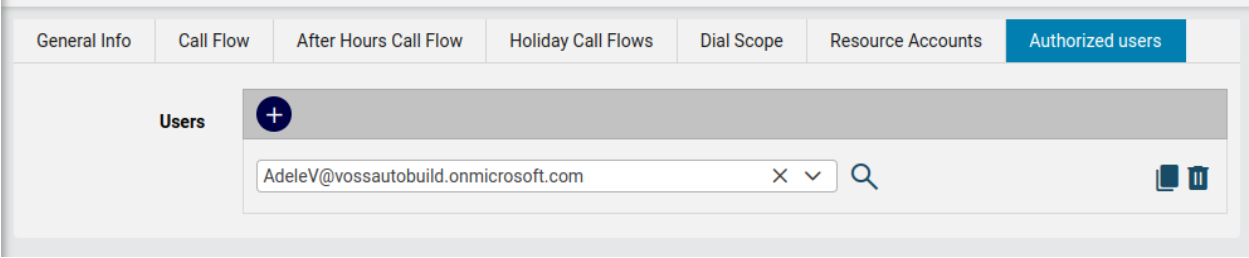 General Info
Call Flow
After Hours Call Flow
Holiday Call Flows
Dial Scope
Resource Accounts
Authorized users
Users
AdeleV@vossautobuild.onmicrosoft.com